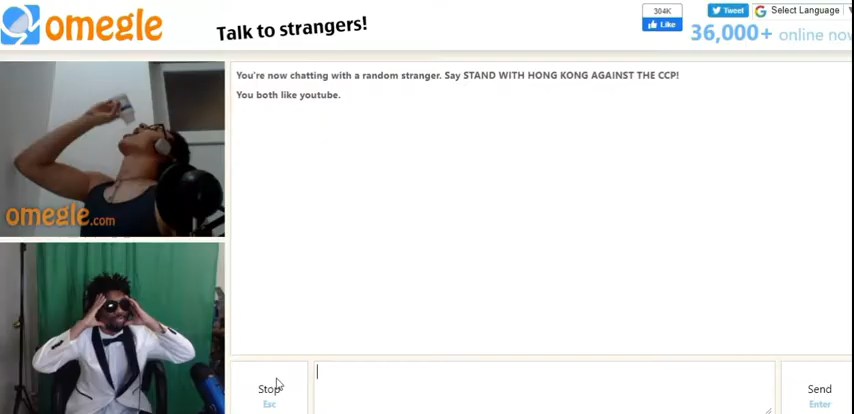 omegle
Talk to strangers!
304K
Like
Tweet
Select Language
36,000+ online now
You're now chatting with a random stranger. Say STAND WITH HONG KONG AGAINST THE CCP!
You both like youtube.
omegle.com
Stop
Esc
Send
Enter